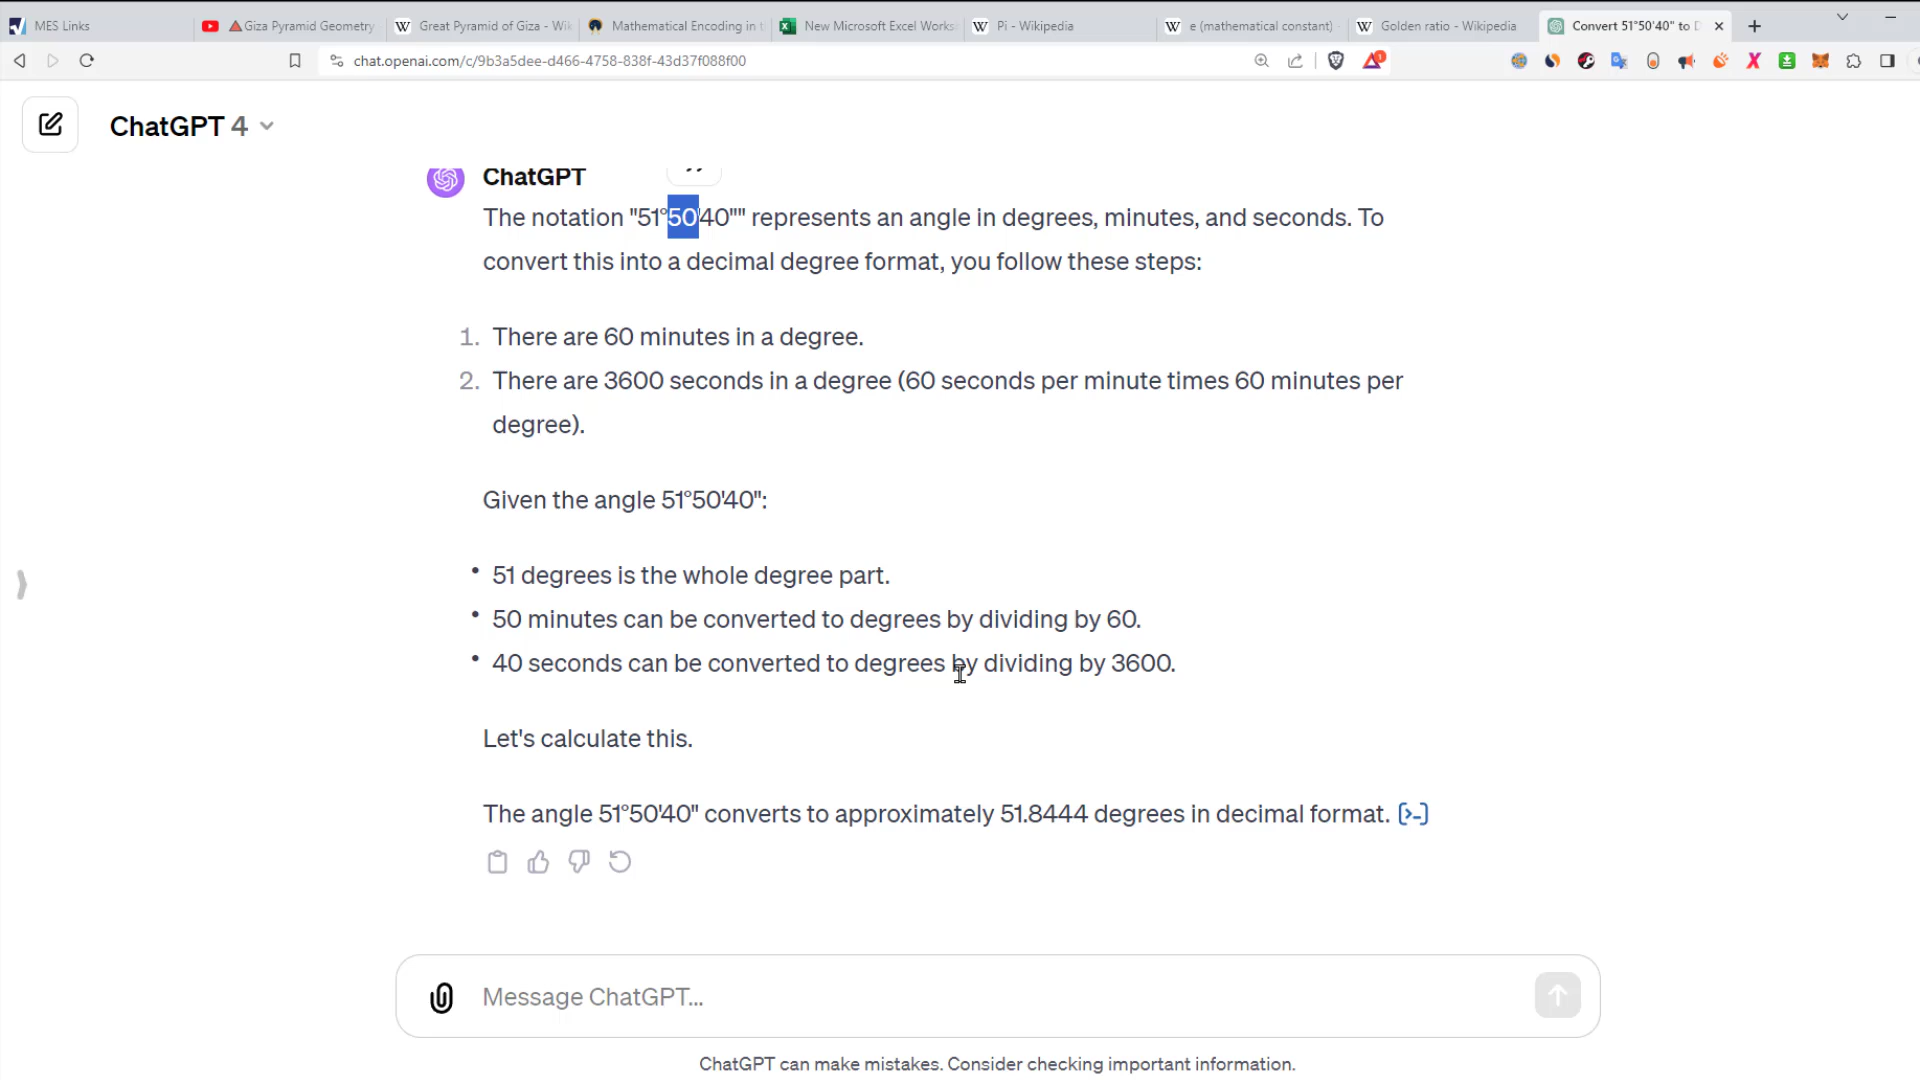 MES Links
Giza Pyramid Geometry
Great Pyramid of Giza - Wik
Mathematical Encoding in t
New Microsoft Excel Works
Pi - Wikipedia
e (mathematical constant)
Golden ratio - Wikipedia
Convert 51°50'40" to D
chat.openai.com/c/9b3a5dee-d466-4758-838f-43d37f088f00
ChatGPT 4
ChatGPT
The notation "51°50'40"" represents an angle in degrees, minutes, and seconds. To
convert this into a decimal degree format, you follow these steps:
1. There are 60 minutes in a degree.
2. There are 3600 seconds in a degree (60 seconds per minute times 60 minutes per
degree).
Given the angle 51°50'40":
• 51 degrees is the whole degree part.
• 50 minutes can be converted to degrees by dividing by 60.
• 40 seconds can be converted to degrees by dividing by 3600.
Let's calculate this.
The angle 51°50'40" converts to approximately 51.8444 degrees in decimal format. [>-]
Message ChatGPT...
ChatGPT can make mistakes. Consider checking important information.